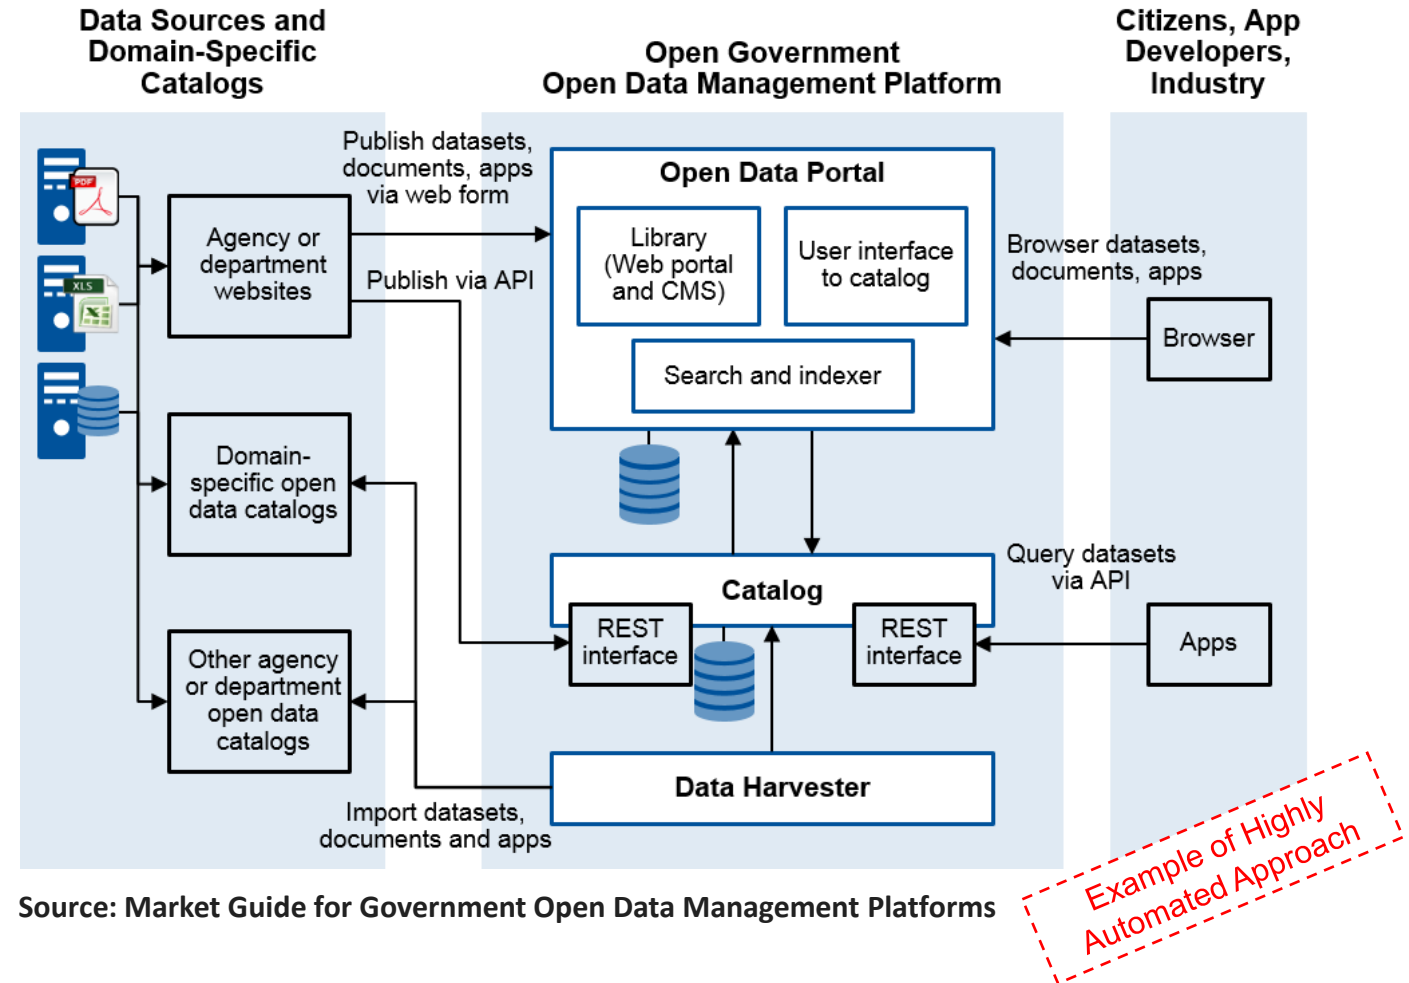 Data Sources and
Domain-Specific
Catalogs
Open Government
Open Data Management Platform
Citizens, App
Developers,
Industry
PDF
XLS
Agency or
department
websites
Domain-
specific open
data catalogs
Other agency
or department
open data
catalogs
Publish datasets,
documents, apps
via web form
Publish via API
Import datasets,
documents and apps
Open Data Portal
Library
(Web portal
and CMS)
User interface
to catalog
Search and indexer
Catalog
REST
interface
REST
interface
Data Harvester
Browser datasets,
documents, apps
Browser
Query datasets
via API
Apps
Example of Highly
Automated Approach
Source: Market Guide for Government Open Data Management Platforms